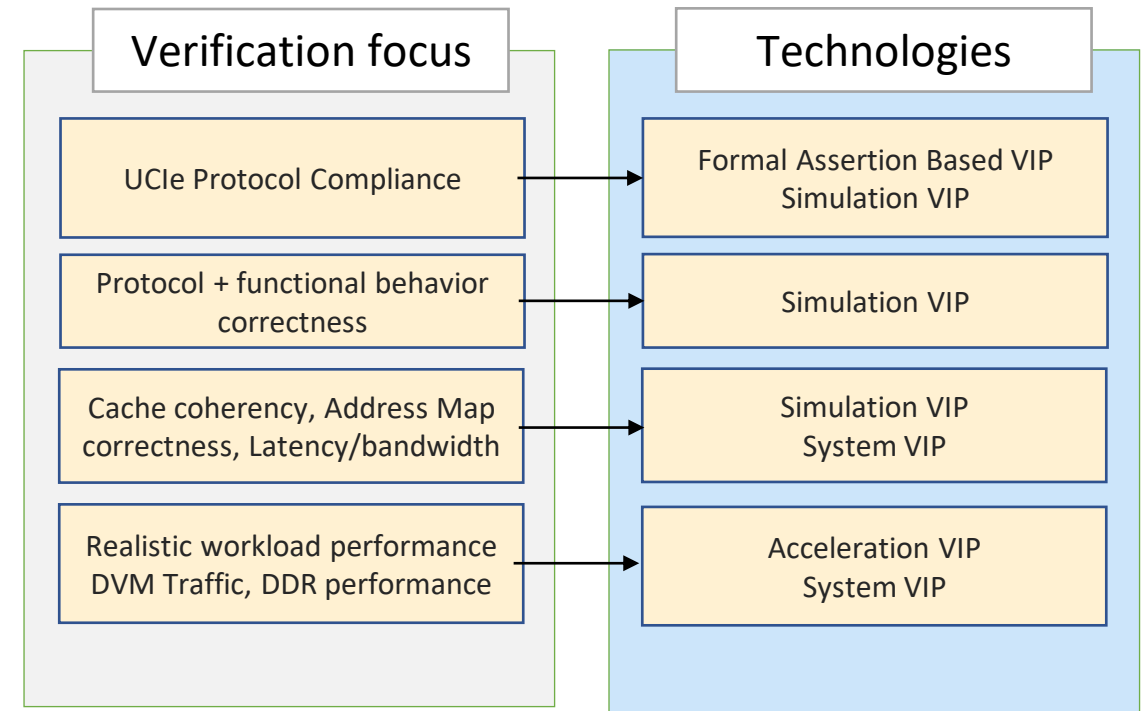 Verification focus
Technologies
UCIe Protocol Compliance
Formal Assertion Based VIP
Simulation VIP
Protocol + functional behavior
correctness
Simulation VIP
Cache coherency, Address Map
correctness, Latency/bandwidth
Simulation VIP
System VIP
Realistic workload performance
DVM Traffic, DDR performance
Acceleration VIP
System VIP